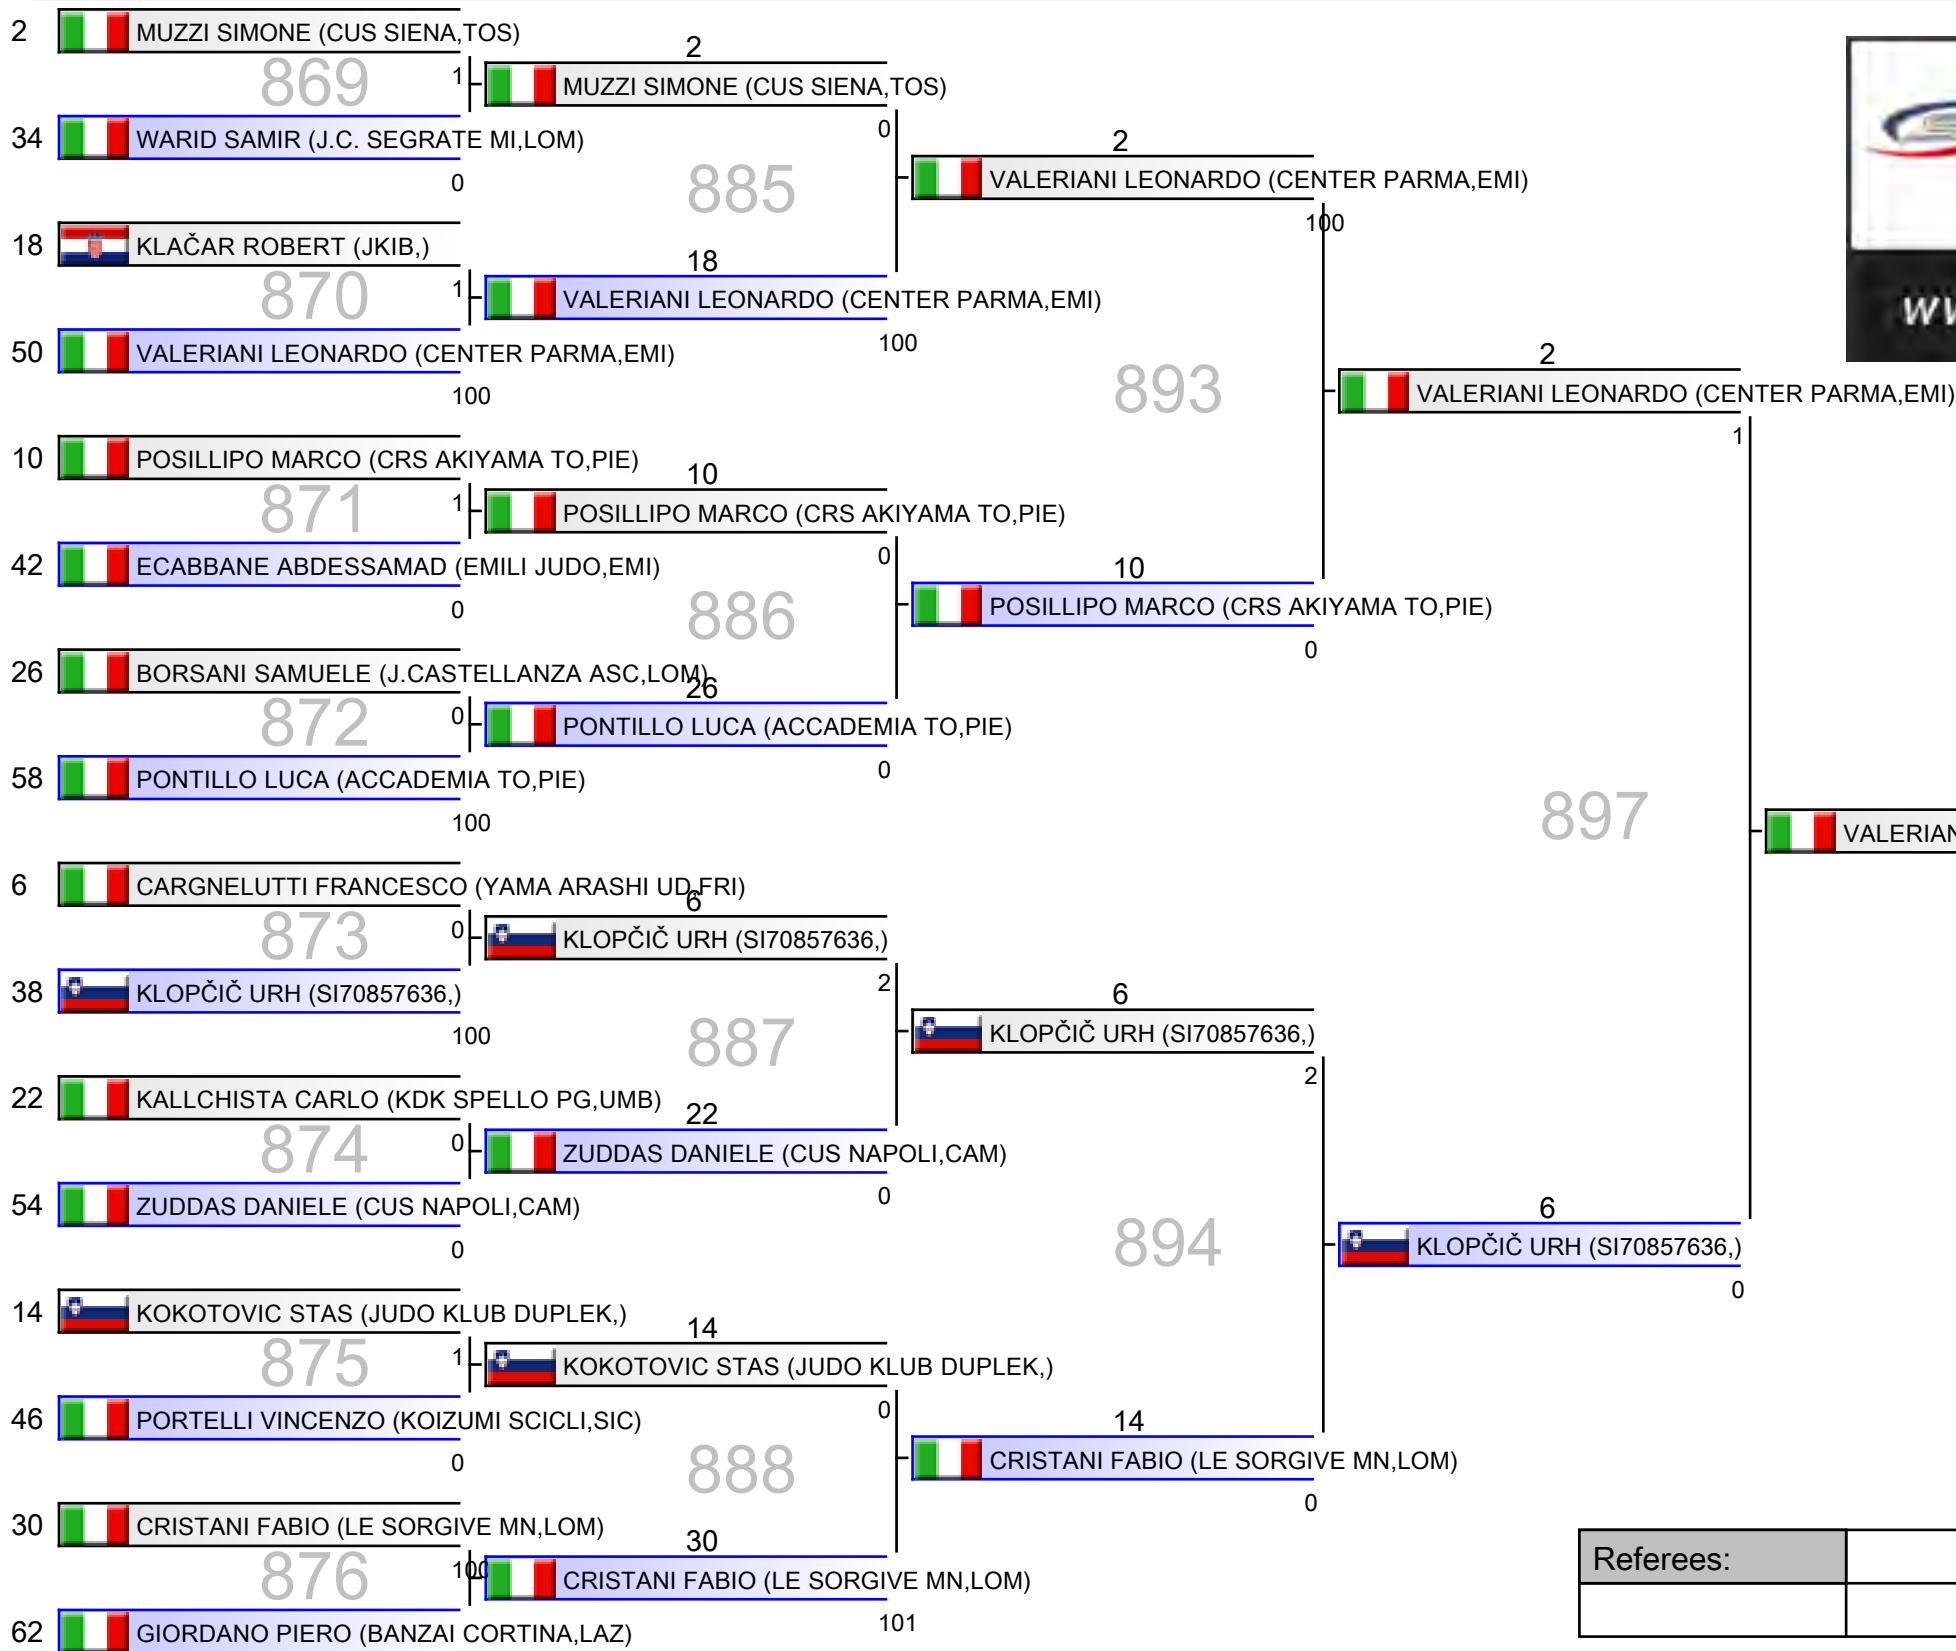 2 MUZZI SIMONE (CUS SIENA,TOS)
869 1
34 WARID SAMIR (J.C. SEGRATE MI,LOM)
0
18 KLAČAR ROBERT (JKIB,)
870 1
50 VALERIANI LEONARDO (CENTER PARMA,EMI)
100
10 POSILLIPO MARCO (CRS AKIYAMA TO,PIE)
871 1
42 ECABBANE ABDESSAMAD (EMILI JUDO,EMI)
0
26 BORSANI SAMUELE (J.CASTELLANZA ASC,LOM)
872 0
58 PONTILLO LUCA (ACCADEMIA TO,PIE)
100
6 CARGNELUTTI FRANCESCO (YAMA ARASHI UD,FRI)
873 0
38 KLOPČIČ URH (SI70857636,)
100
22 KALLCHISTA CARLO (KDK SPELLO PG,UMB)
874 0
54 ZUDDAS DANIELE (CUS NAPOLI,CAM)
0
14 KOKOTOVIC STAS (JUDO KLUB DUPLEK,)
875 1
46 PORTELLI VINCENZO (KOIZUMI SCICLI,SIC)
0
30 CRISTANI FABIO (LE SORGIVE MN,LOM)
876 100
62 GIORDANO PIERO (BANZAI CORTINA,LAZ)
2
MUZZI SIMONE (CUS SIENA,TOS)
0
885
18
VALERIANI LEONARDO (CENTER PARMA,EMI)
100
10
POSILLIPO MARCO (CRS AKIYAMA TO,PIE)
0
886
26
PONTILLO LUCA (ACCADEMIA TO,PIE)
0
6
KLOPČIČ URH (SI70857636,)
2
887
22
ZUDDAS DANIELE (CUS NAPOLI,CAM)
0
14
KOKOTOVIC STAS (JUDO KLUB DUPLEK,)
0
888
30
CRISTANI FABIO (LE SORGIVE MN,LOM)
101
2
VALERIANI LEONARDO (CENTER PARMA,EMI)
100
893
10
POSILLIPO MARCO (CRS AKIYAMA TO,PIE)
0
6
KLOPČIČ URH (SI70857636,)
2
894
14
CRISTANI FABIO (LE SORGIVE MN,LOM)
0
2
VALERIANI LEONARDO (CENTER PARMA,EMI)
1
897
6
KLOPČIČ URH (SI70857636,)
0
Referees: